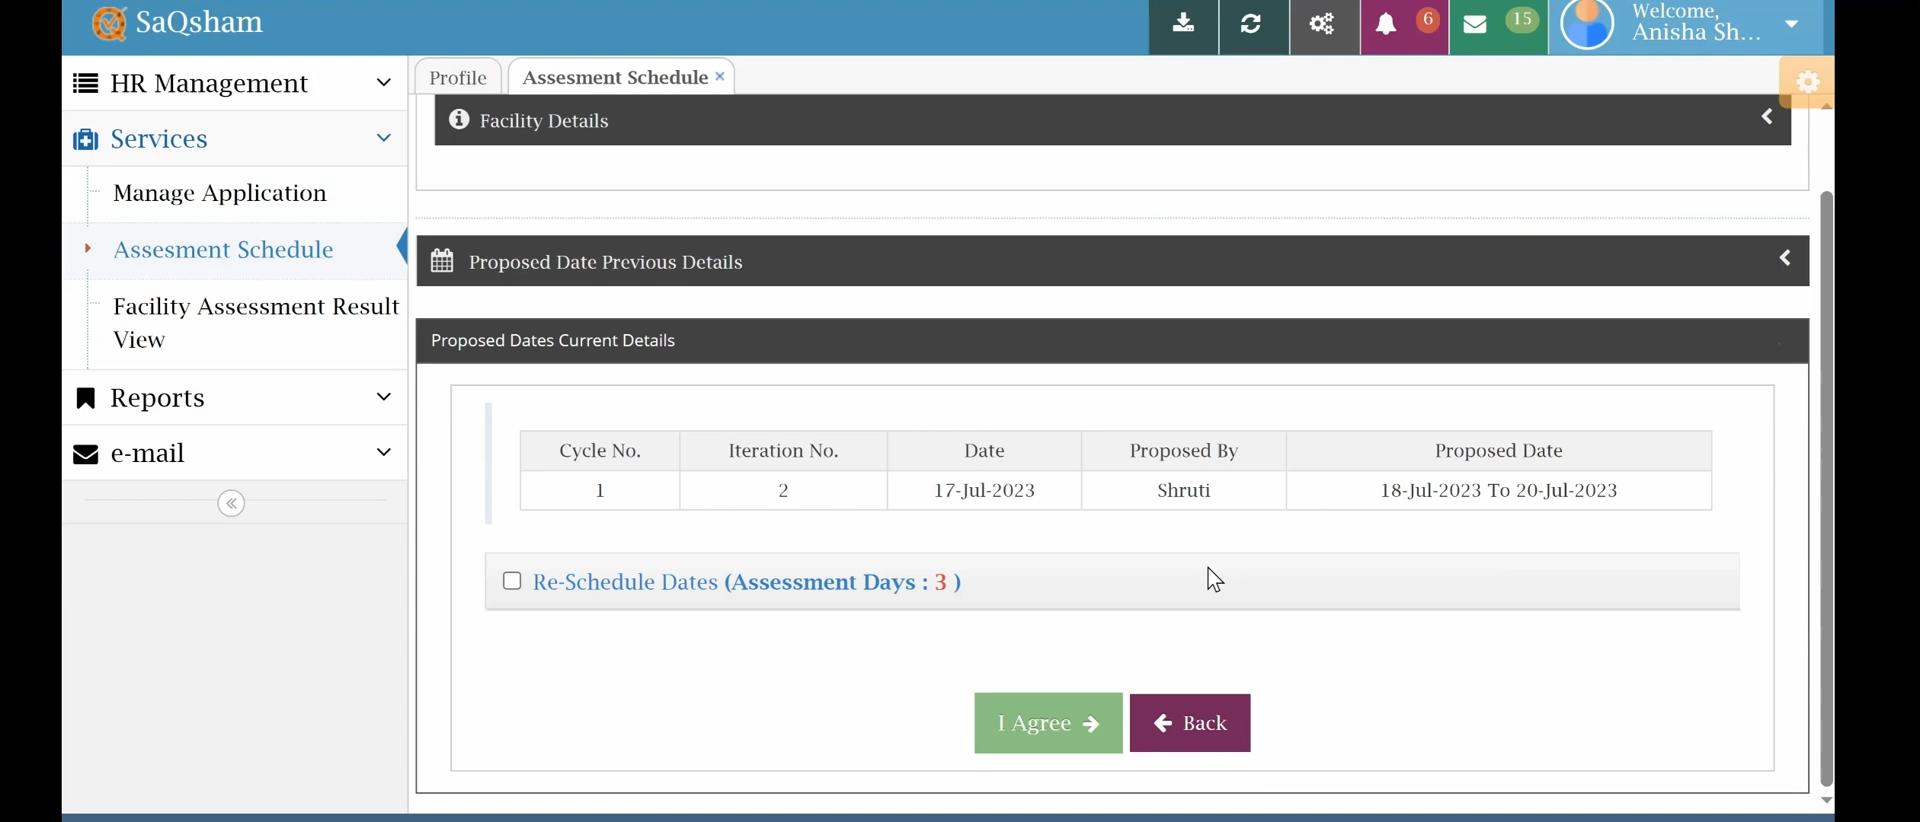 SaQsham
6
15
Welcome,
Anisha Sh...
HR Management
Services
Manage Application
Assesment Schedule
Facility Assessment Result
View
Reports
e-mail
Profile
Assesment Schedule ×
Facility Details
Proposed Date Previous Details
Proposed Dates Current Details
Cycle No. Iteration No. Date Proposed By Proposed Date
1 2 17-Jul-2023 Shruti 18-Jul-2023 To 20-Jul-2023
Re-Schedule Dates (Assessment Days : 3 )
I Agree
Back